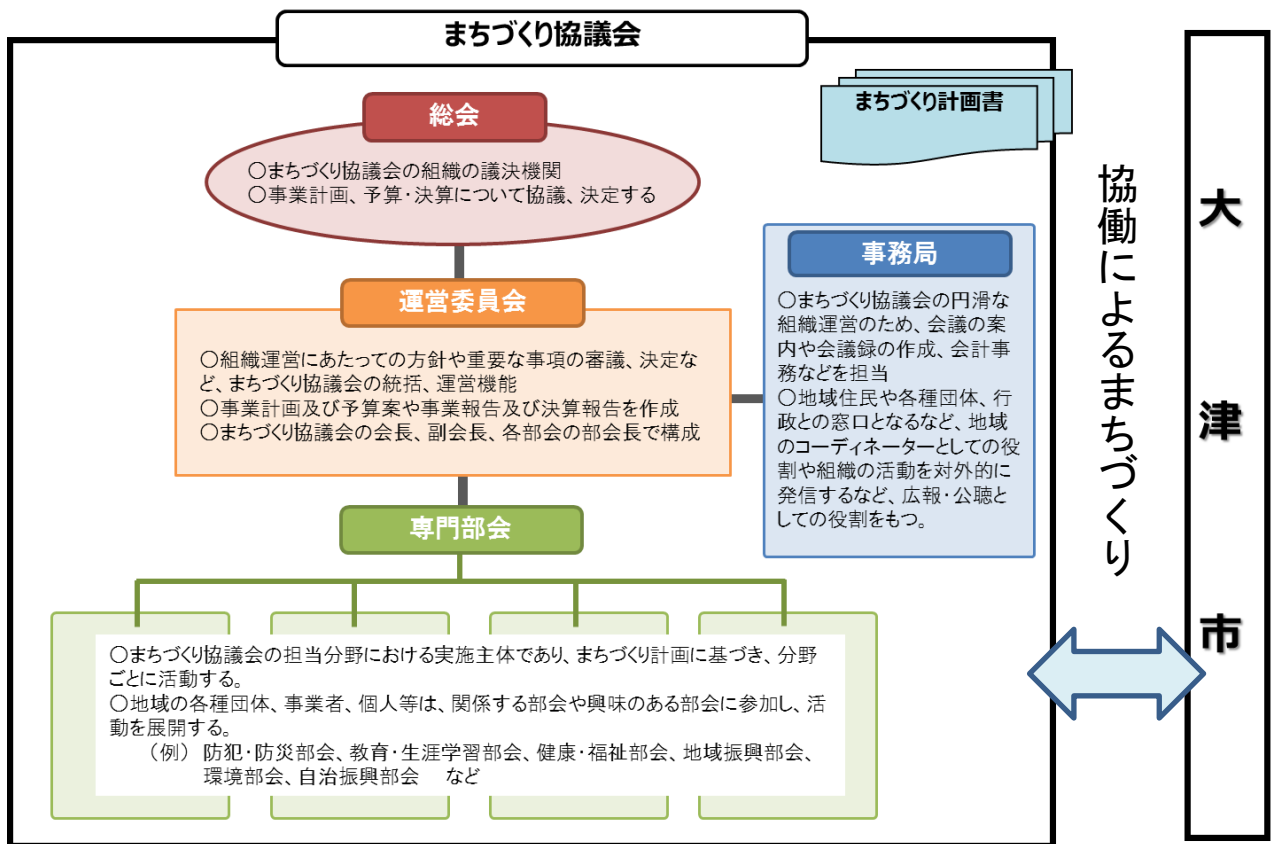 まちづくり協議会
まちづくり計画書
総会
○まちづくり協議会の組織の議決機関
○事業計画、予算・決算について協議、決定する
運営委員会
○組織運営にあたっての方針や重要な事項の審議、決定な
ど、まちづくり協議会の統括、運営機能
○事業計画及び予算案や事業報告及び決算報告を作成
○まちづくり協議会の会長、副会長、各部会の部会長で構成
事務局
○まちづくり協議会の円滑な
組織運営のため、会議の案
内や会議録の作成、会計事
務などを担当
○地域住民や各種団体、行
政との窓口となるなど、地域
のコーディネーターとしての役
割や組織の活動を対外的に
発信するなど、広報・公聴と
しての役割をもつ。
専門部会
○まちづくり協議会の担当分野における実施主体であり、まちづくり計画に基づき、分野
ごとに活動する。
○地域の各種団体、事業者、個人等は、関係する部会や興味のある部会に参加し、活
動を展開する。
（例） 防犯・防災部会、教育・生涯学習部会、健康・福祉部会、地域振興部会、
環境部会、自治振興部会　など
協働によるまちづくり
大津市